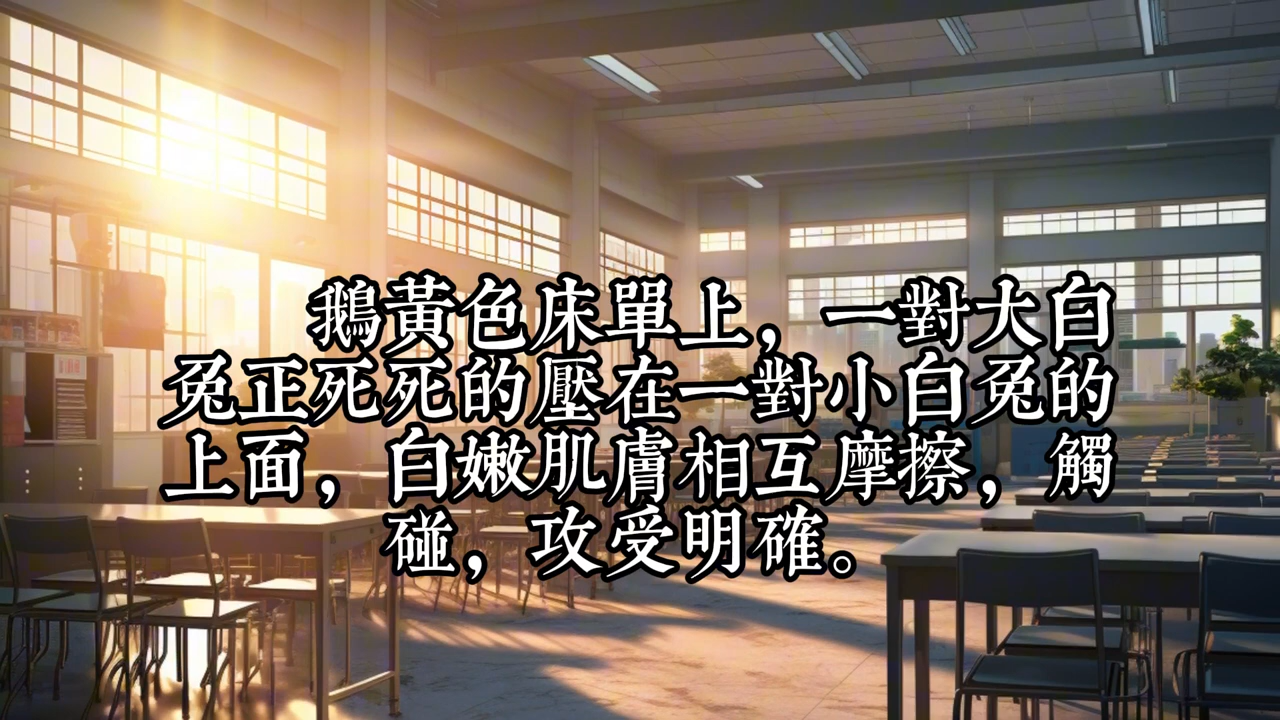 鵝黃色床單上，一對大白
兔正死死的壓在一對小白兔的
上面，白嫩肌膚相互摩擦，觸
碰，攻受明確。